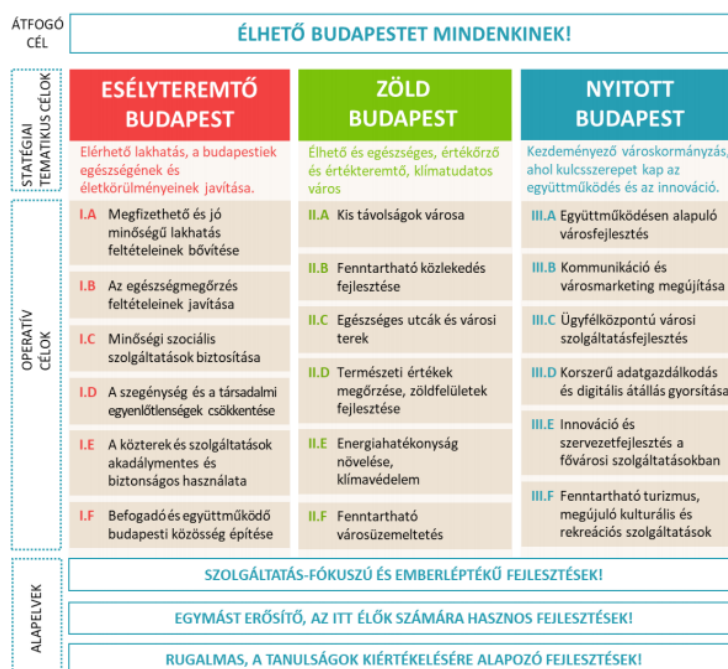 ÁTFOGÓ
CÉL
ÉLHETŐ BUDAPESTET MINDENKINEK!
STATÉGIAI
TEMATIKUS CÉLOK
ESÉLYTEREMTŐ
BUDAPEST
Elérhető lakhatás, a budapestiek
egészségének és
életkörülményeinek javítása.
ZÖLD
BUDAPEST
Élhető és egészséges, értékőrző
és értékteremtő, klímatudatos
város
NYITOTT
BUDAPEST
Kezdeményező városkormányzás,
ahol kulcsszerepet kap az
együttműködés és az innováció.
OPERATÍV
CÉLOK
I.A Megfizethető és jó
minőségű lakhatás
feltételeinek bővítése
I.B Az egészségmegőrzés
feltételeinek javítása
I.C Minőségi szociális
szolgáltatások biztosítása
I.D A szegénység és a társadalmi
egyenlőtlenségek csökkentése
I.E A közterek és szolgáltatások
akadálymentes és
biztonságos használata
I.F Befogadó és együttműködő
budapesti közösség építése
II.A Kis távolságok városa
II.B Fenntartható közlekedés
fejlesztése
II.C Egészséges utcák és városi
terek
II.D Természeti értékek
megőrzése, zöldfelületek
fejlesztése
II.E Energiahatékonyság
növelése,
klímavédelem
II.F Fenntartható
városüzemeltetés
III.A Együttműködésen alapuló
városfejlesztés
III.B Kommunikáció és
városmarketing megújítása
III.C Ügyfélközpontú városi
szolgáltatásfejlesztés
III.D Korszerű adatgazdálkodás
és digitális átállás gyorsítása
III.E Innováció és
szervezetfejlesztés a
fővárosi szolgáltatásokban
III.F Fenntartható turizmus,
megújuló kulturális és
rekreációs szolgáltatások
ALAPELVEK
SZOLGÁLTATÁS-FÓKUSZÚ ÉS EMBERLÉPTÉKŰ FEJLESZTÉSEK!
EGYMÁST ERŐSÍTŐ, AZ ITT ÉLŐK SZÁMÁRA HASZNOS FEJLESZTÉSEK!
RUGALMAS, A TANULSÁGOK KIÉRTÉKELÉSÉRE ALAPOZÓ FEJLESZTÉSEK!